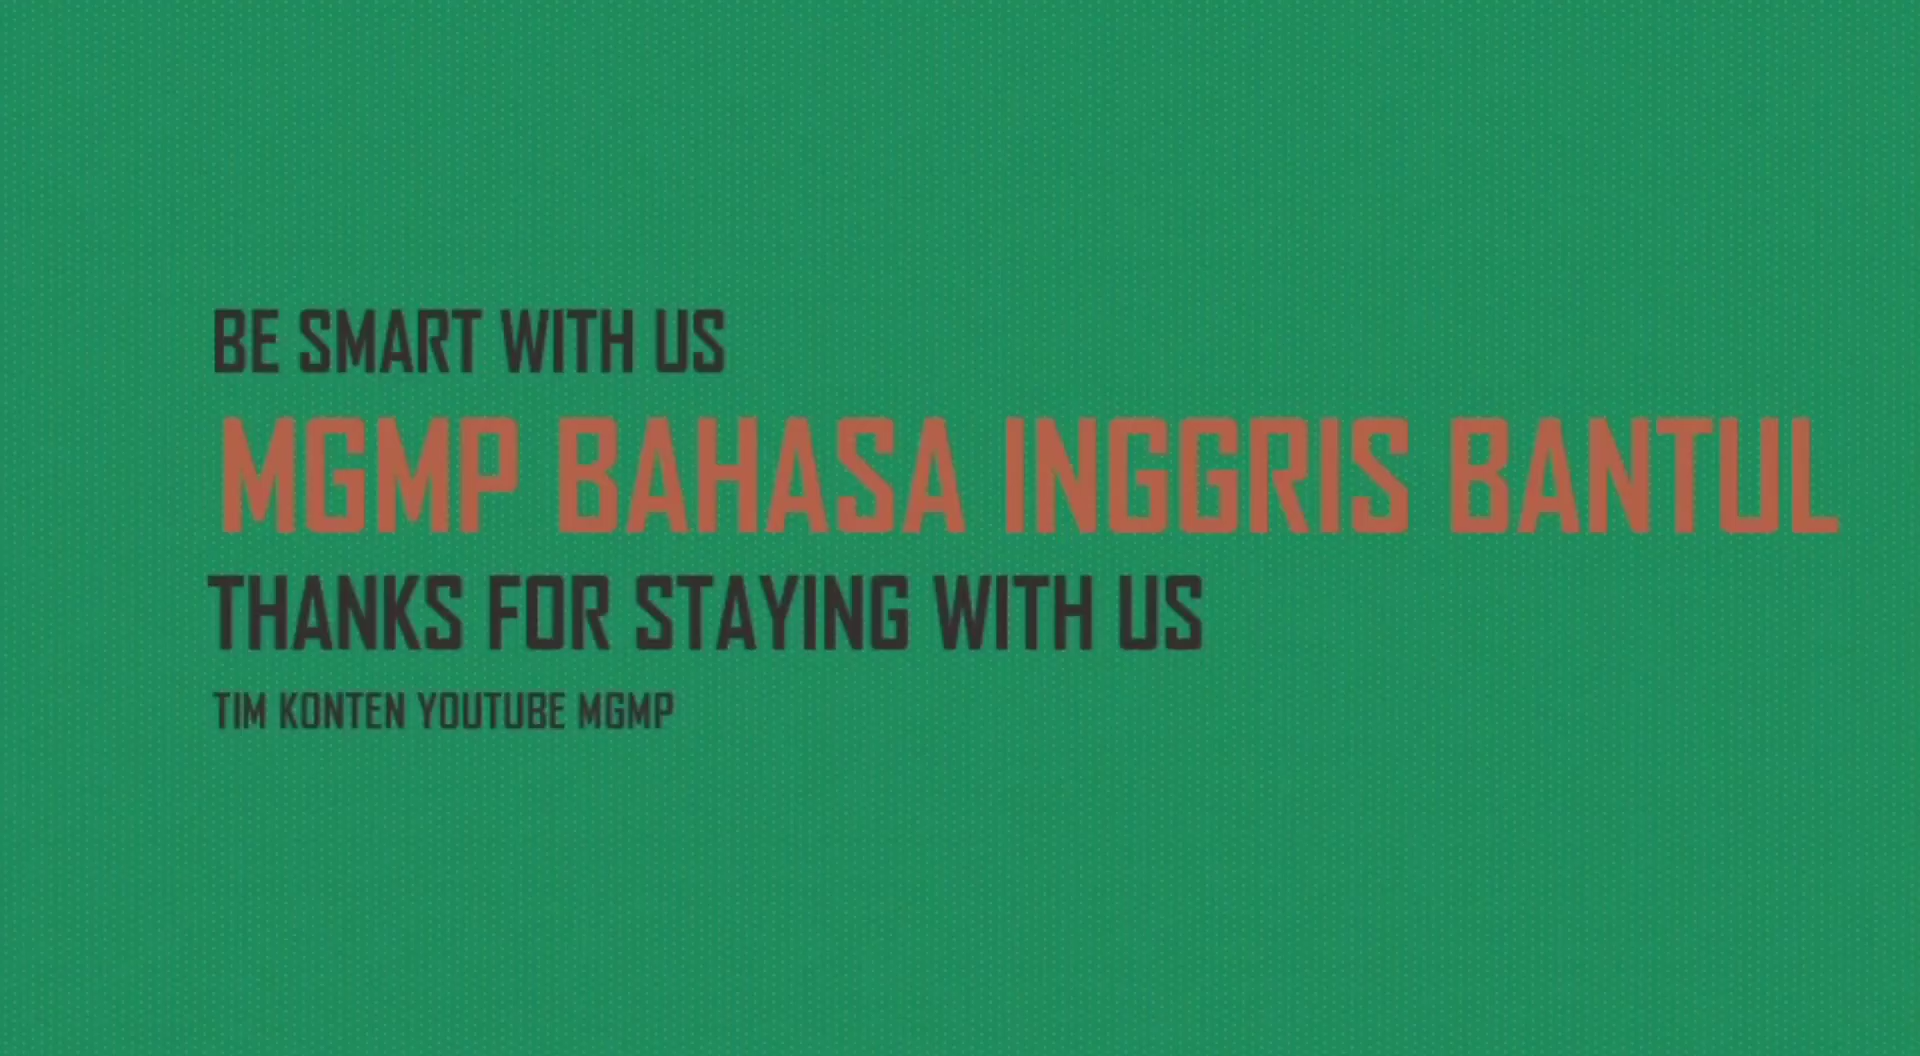 BE SMART WITH US
MGMP BAHASA INGGRIS BANTUL
THANKS FOR STAYING WITH US
TIM KONTEN YOUTUBE MGMP